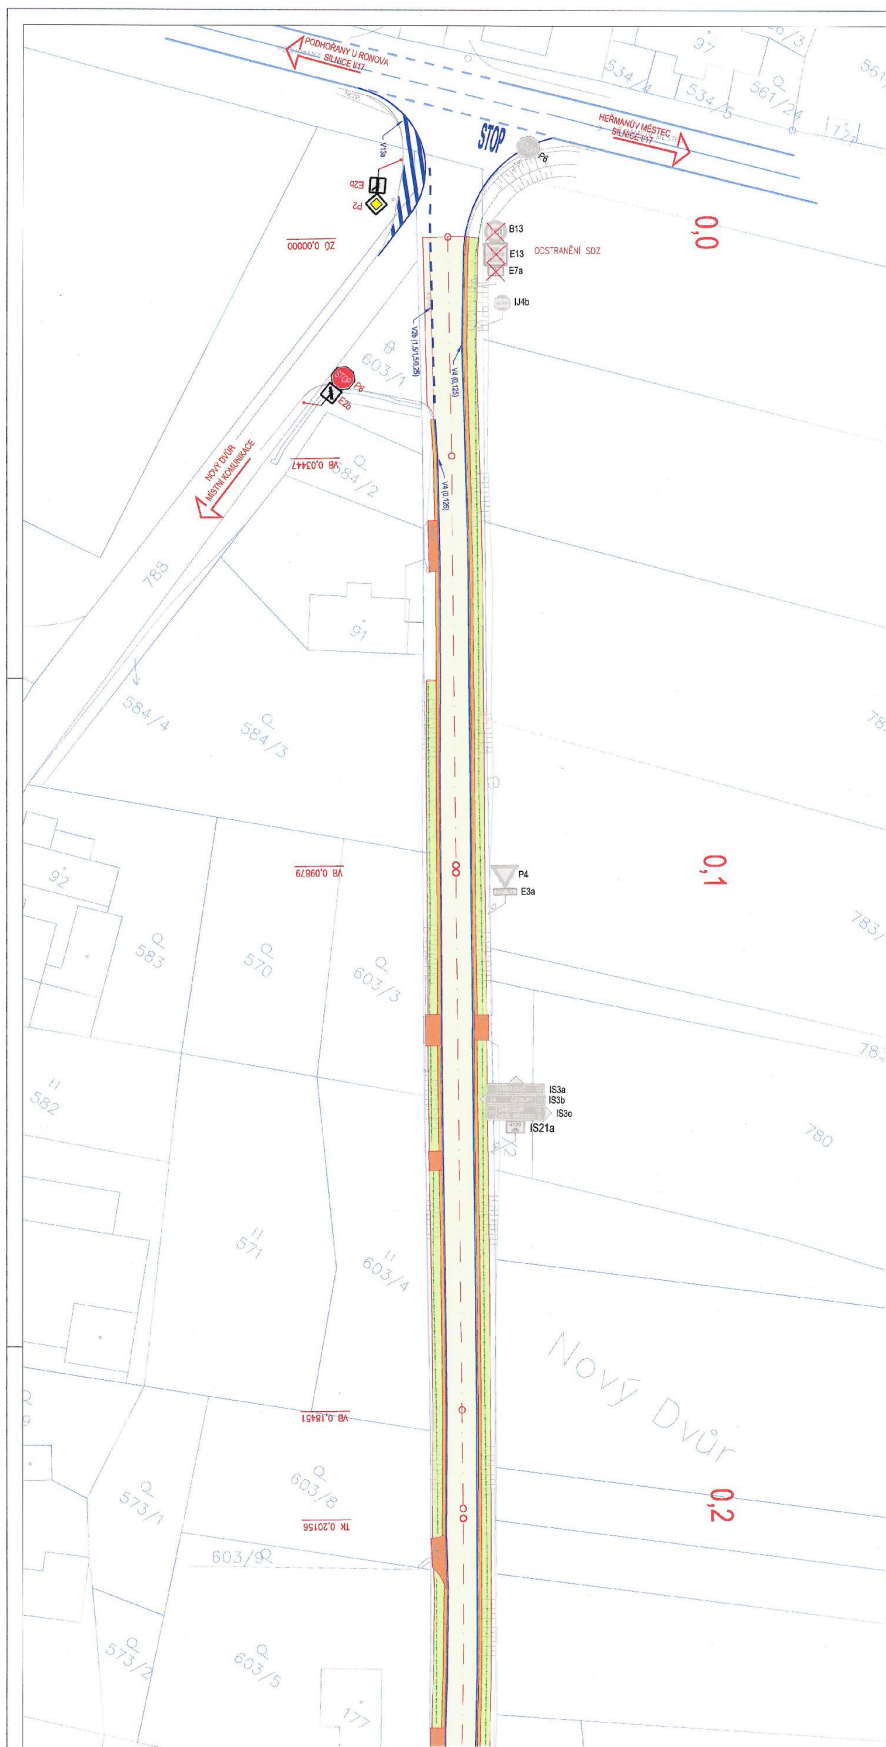 PODHOŘANY U RONOVA
SILNICE I/17
97
534/4
534/5
561/24
HEŘMANŮV MĚSTEC
SILNICE I/17
STOP
P6
V13a
E2b
P2
ZÚ 0,00000
B13
E13
E7a
ODSTRANĚNÍ SDZ
IJ4b
0,0
V2b (1,5/1,5/0,25)
V4 (0,125)
603/1
STOP
P6
E2b
VB 0,03447
NOVÝ DVŮR
MÍSTNÍ KOMUNIKACE
584/2
V4 (0,125)
785
91
584/4
584/3
VB 0,09879
P4
E3a
0,1
92
583
570
603/3
783/
582
IS3a
IS3b
IS3c
IS21a
780
571
603/4
Nový Dvůr
VB 0,18451
0,2
603/8
573/1
TK 0,20156
603/9
573/2
603/5
177